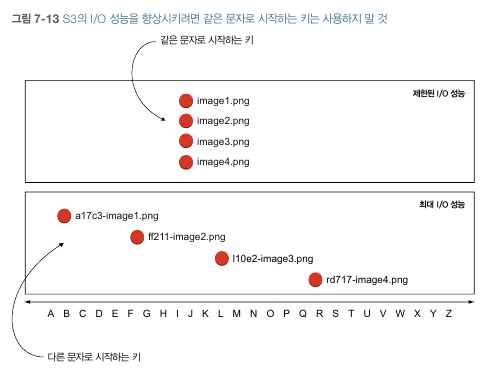 그림 7-13 S3의 I/O 성능을 향상시키려면 같은 문자로 시작하는 키는 사용하지 말 것
같은 문자로 시작하는 키
제한된 I/O 성능
image1.png
image2.png
image3.png
image4.png
최대 I/O 성능
a17c3-image1.png
ff211-image2.png
l10e2-image3.png
rd717-image4.png
A B C D E F G H I J K L M N O P Q R S T U V W X Y Z
다른 문자로 시작하는 키